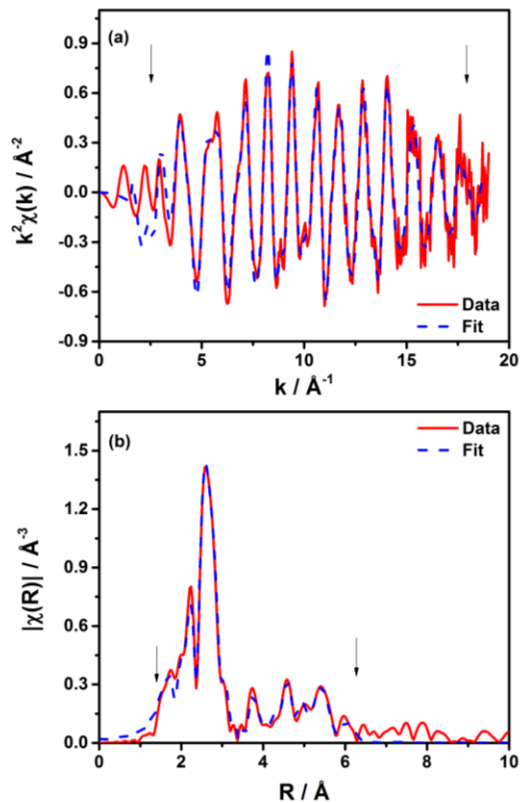 (a)
0.9
0.6
0.3
0.0
-0.3
-0.6
-0.9
k²χ(k) / Å⁻²
Data
Fit
0 5 10 15 20
k / Å⁻¹
(b)
Data
Fit
1.5
1.2
0.9
0.6
0.3
0.0
|χ(R)| / Å⁻³
0 2 4 6 8 10
R / Å